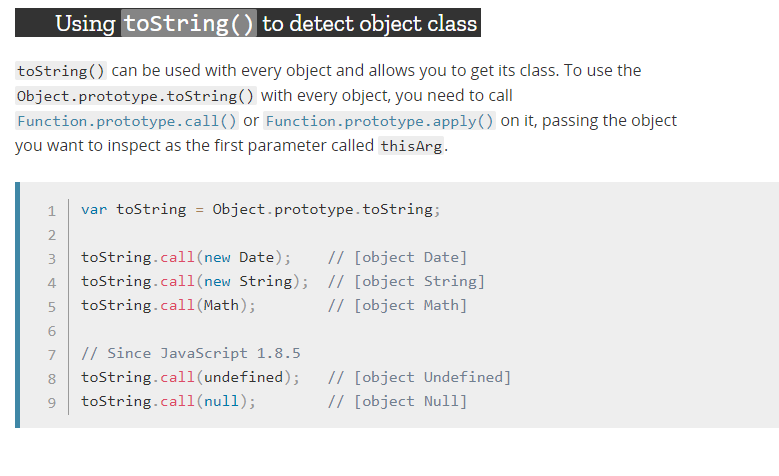 Using toString() to detect object class
toString() can be used with every object and allows you to get its class. To use the
Object.prototype.toString() with every object, you need to call
Function.prototype.call() or Function.prototype.apply() on it, passing the object
you want to inspect as the first parameter called thisArg.
1 var toString = Object.prototype.toString;
2
3 toString.call(new Date);    // [object Date]
4 toString.call(new String);  // [object String]
5 toString.call(Math);        // [object Math]
6
7 // Since JavaScript 1.8.5
8 toString.call(undefined);   // [object Undefined]
9 toString.call(null);        // [object Null]